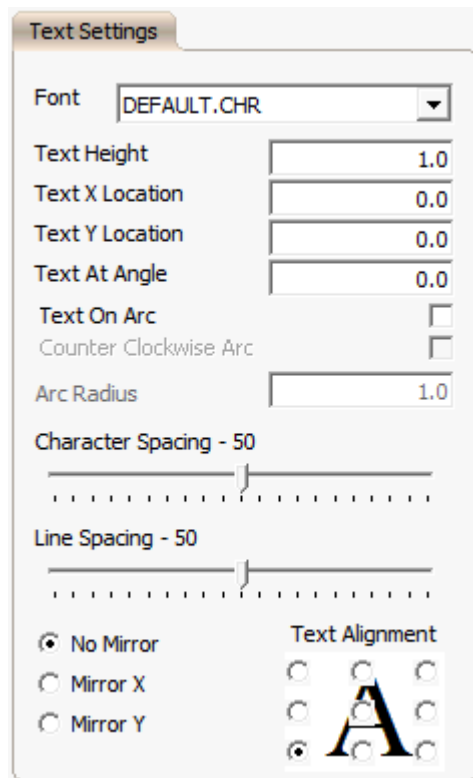 Text Settings
Font DEFAULT.CHR
Text Height 1.0
Text X Location 0.0
Text Y Location 0.0
Text At Angle 0.0
Text On Arc
Counter Clockwise Arc
Arc Radius 1.0
Character Spacing - 50
Line Spacing - 50
No Mirror
Mirror X
Mirror Y
Text Alignment
A